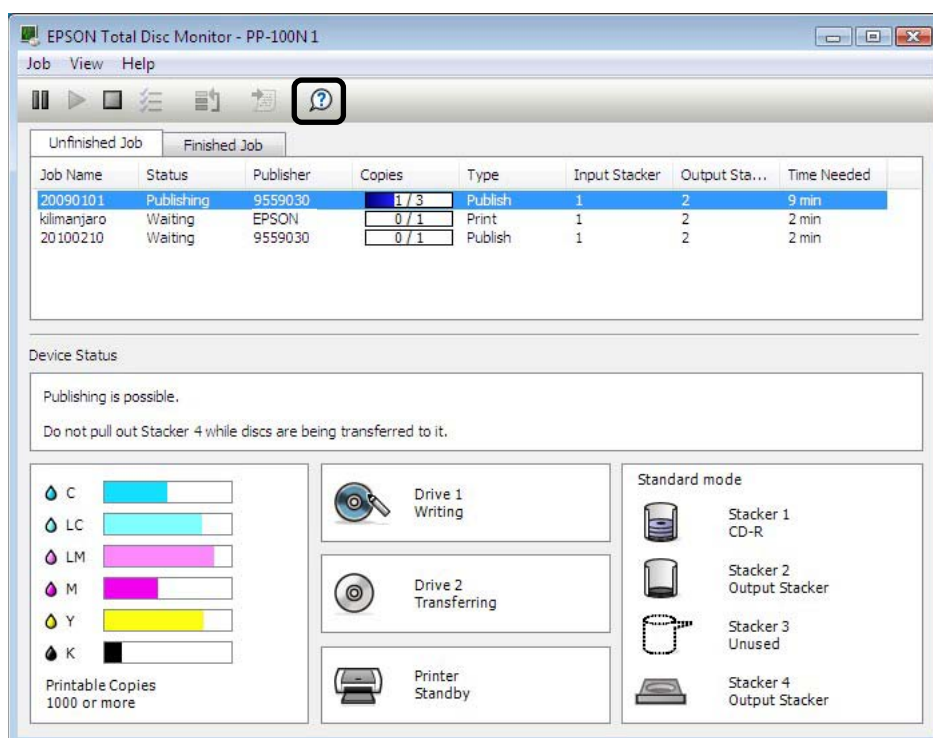 EPSON Total Disc Monitor - PP-100N 1
Job View Help
Unfinished Job Finished Job
Job Name Status Publisher Copies Type Input Stacker Output Sta... Time Needed
20090101 Publishing 9559030 1 / 3 Publish 1 2 9 min
kilimanjaro Waiting EPSON 0 / 1 Print 1 2 2 min
20100210 Waiting 9559030 0 / 1 Publish 1 2 2 min
Device Status
Publishing is possible.
Do not pull out Stacker 4 while discs are being transferred to it.
C
LC
LM
M
Y
K
Printable Copies
1000 or more
Drive 1
Writing
Drive 2
Transferring
Printer
Standby
Standard mode
Stacker 1
CD-R
Stacker 2
Output Stacker
Stacker 3
Unused
Stacker 4
Output Stacker